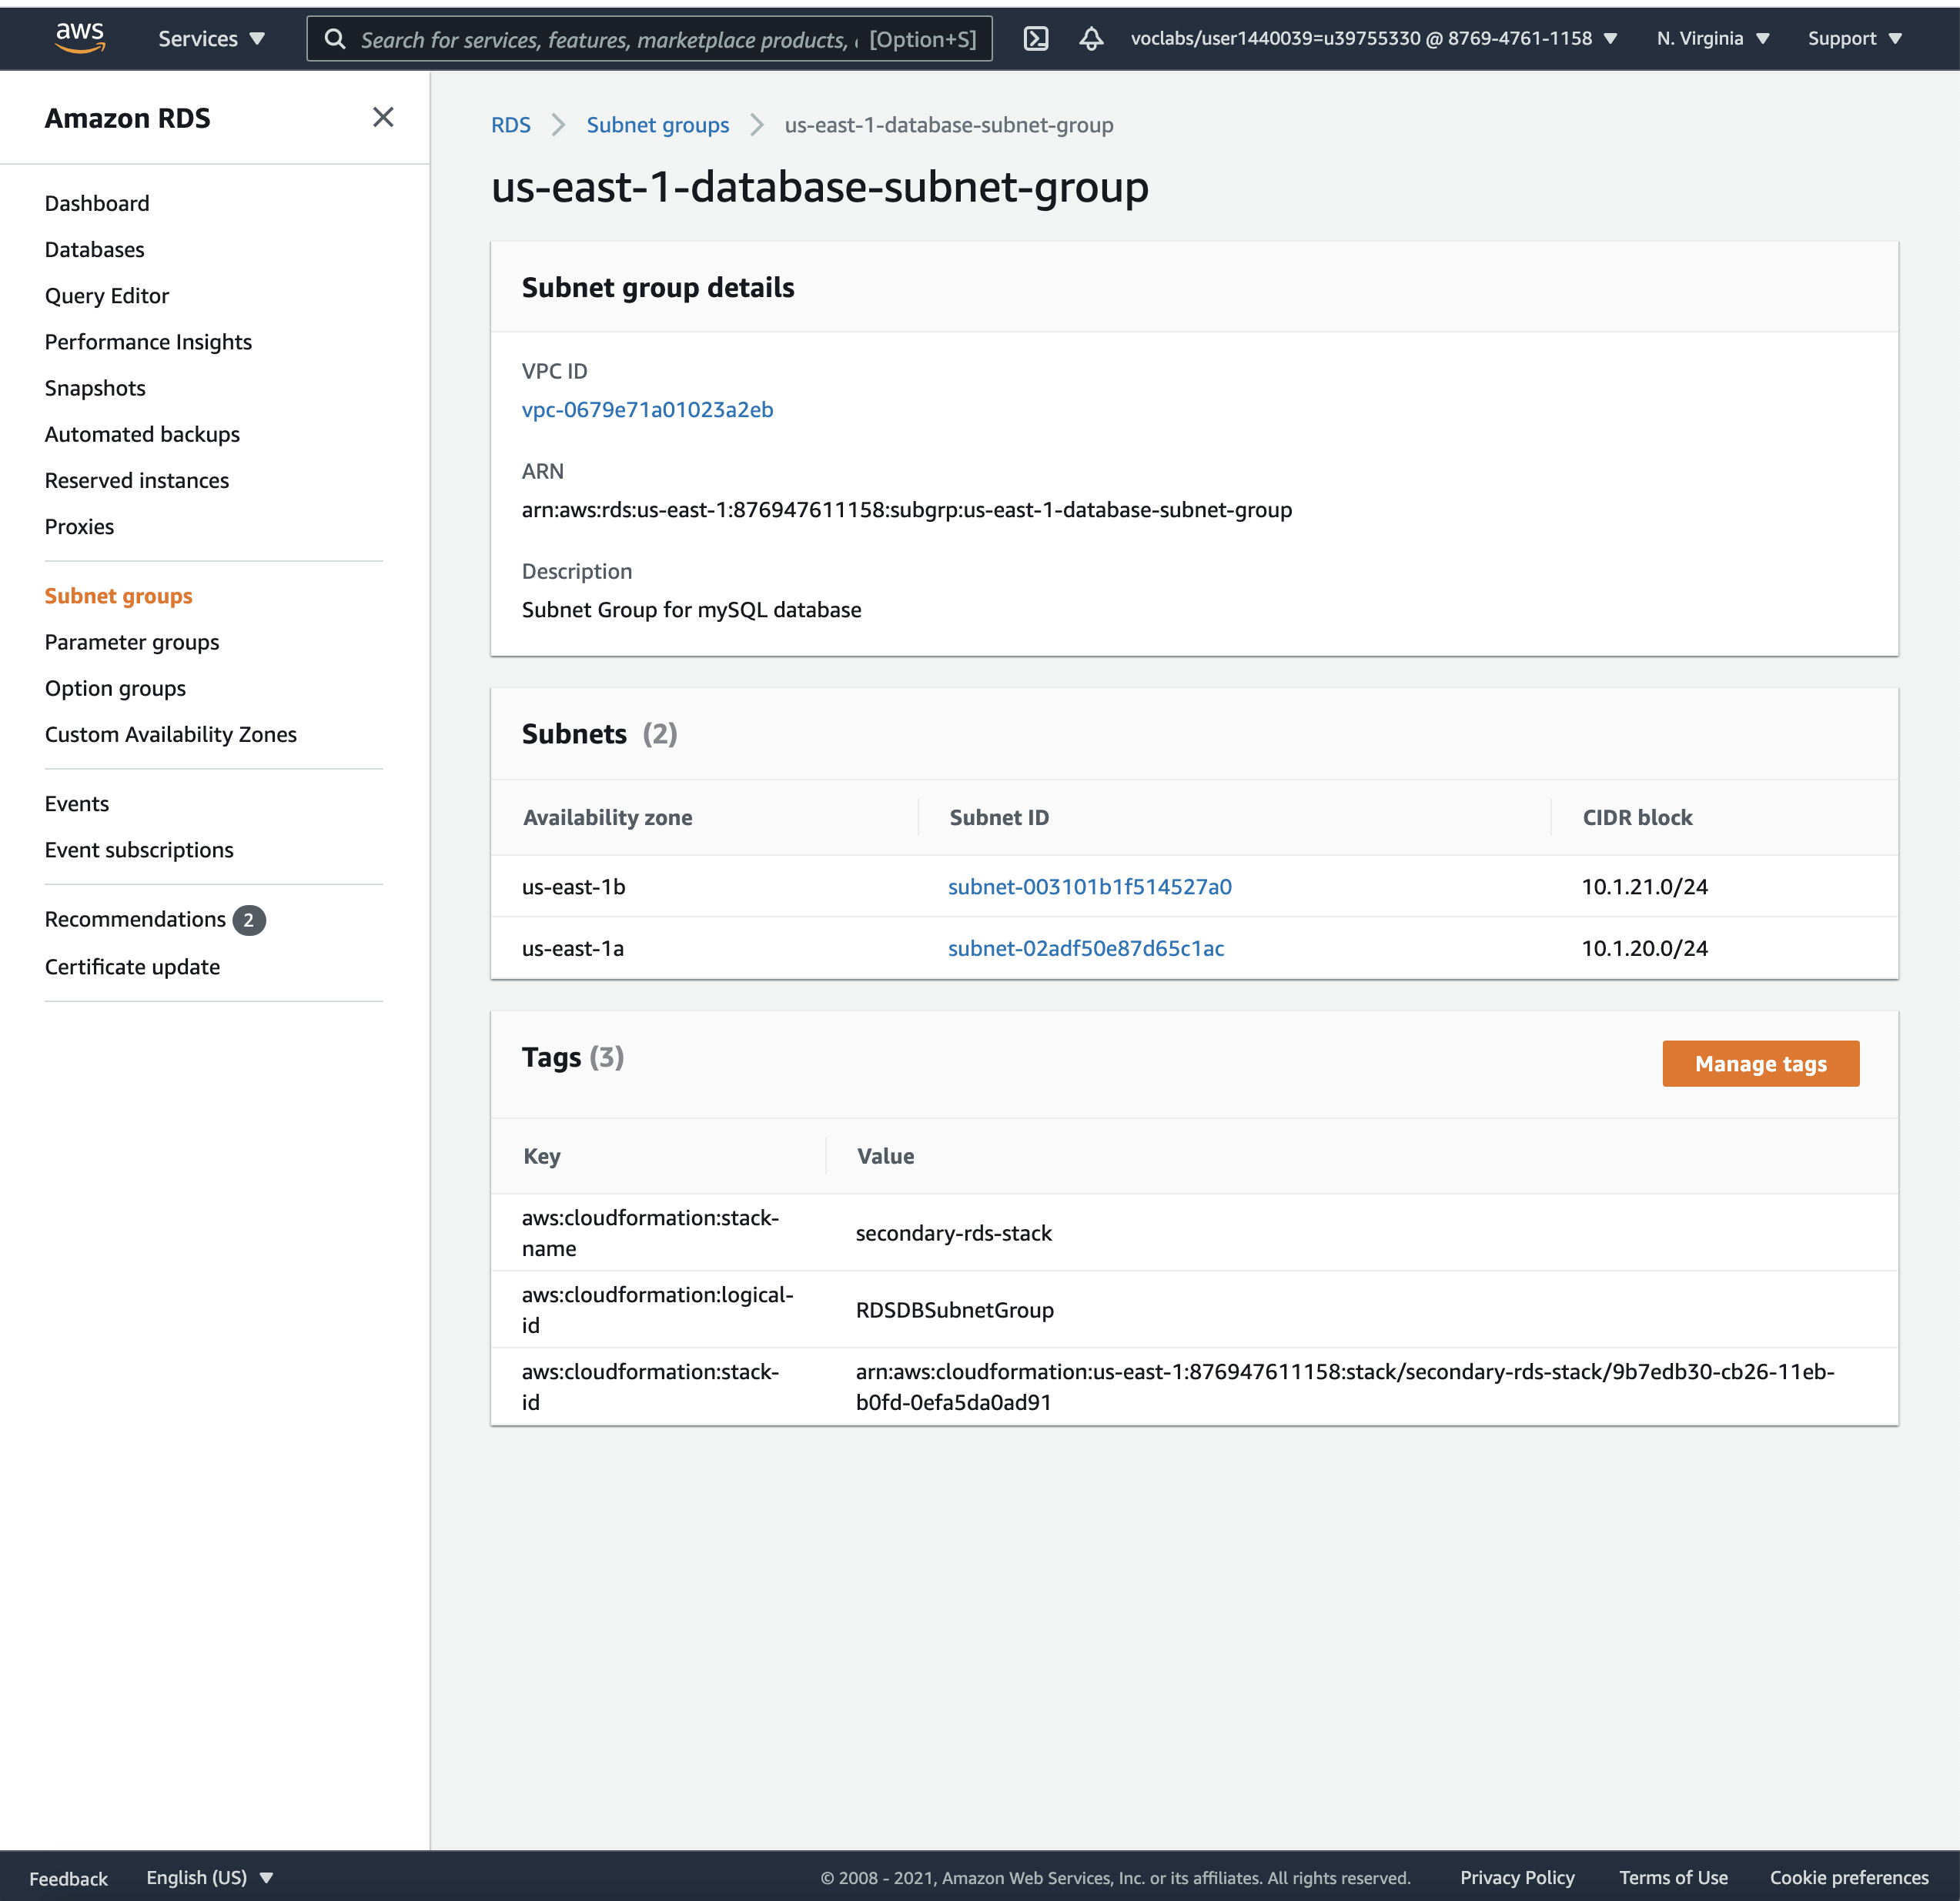 aws
Services
Search for services, features, marketplace products, [Option+S]
voclabs/user1440039=u39755330 @ 8769-4761-1158
N. Virginia
Support
Amazon RDS
Dashboard
Databases
Query Editor
Performance Insights
Snapshots
Automated backups
Reserved instances
Proxies
Subnet groups
Parameter groups
Option groups
Custom Availability Zones
Events
Event subscriptions
Recommendations 2
Certificate update
RDS > Subnet groups > us-east-1-database-subnet-group
us-east-1-database-subnet-group
Subnet group details
VPC ID
vpc-0679e71a01023a2eb
ARN
arn:aws:rds:us-east-1:876947611158:subgrp:us-east-1-database-subnet-group
Description
Subnet Group for mySQL database
Subnets (2)
Availability zone Subnet ID CIDR block
us-east-1b subnet-003101b1f514527a0 10.1.21.0/24
us-east-1a subnet-02adf50e87d65c1ac 10.1.20.0/24
Tags (3)
Manage tags
Key Value
aws:cloudformation:stack-
name
secondary-rds-stack
aws:cloudformation:logical-
id
RDSDBSubnetGroup
aws:cloudformation:stack-
id
arn:aws:cloudformation:us-east-1:876947611158:stack/secondary-rds-stack/9b7edb30-cb26-11eb-
b0fd-0efa5da0ad91
Feedback
English (US)
© 2008 - 2021, Amazon Web Services, Inc. or its affiliates. All rights reserved.
Privacy Policy
Terms of Use
Cookie preferences